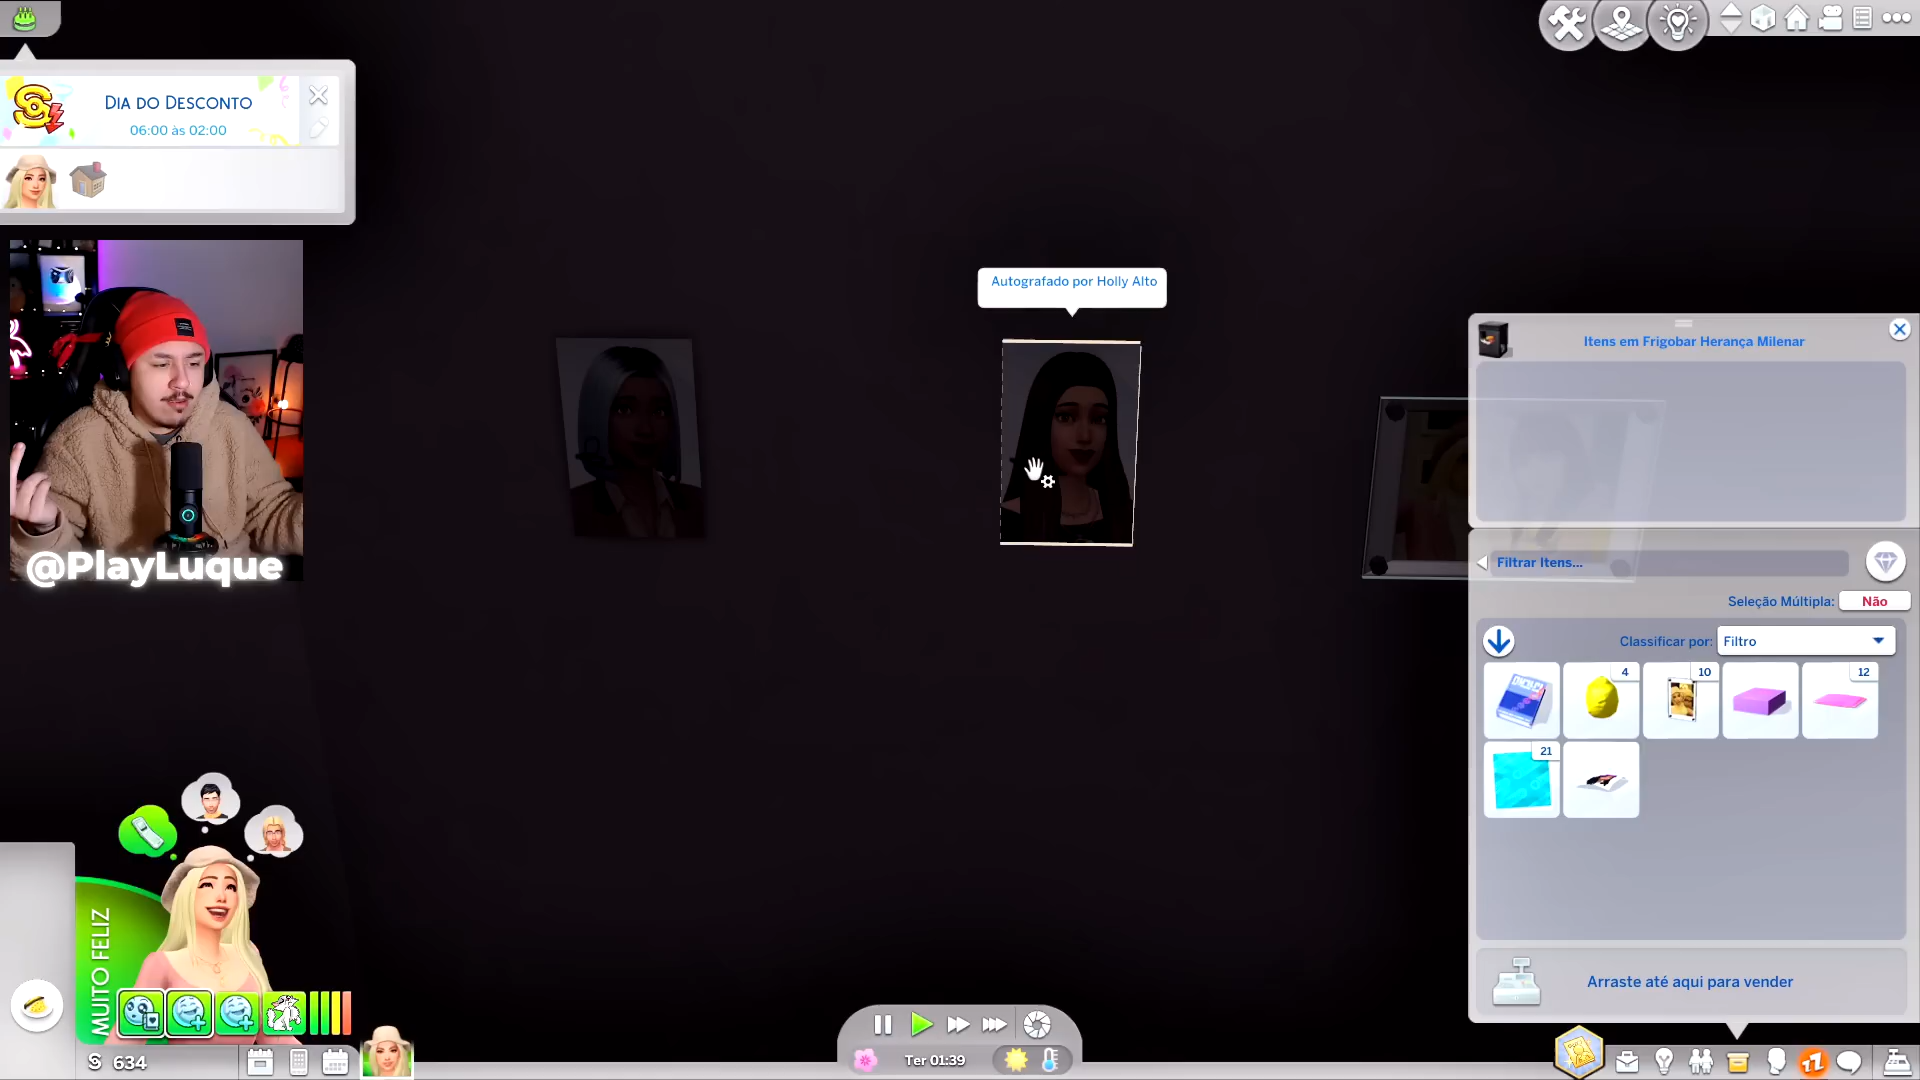 DIA DO DESCONTO
06:00 às 02:00
@PlayLuque
Autografado por Holly Alto
Itens em Frigobar Herança Milenar
Filtrar Itens...
Seleção Múltipla: Não
Classificar por: Filtro
4
10
12
21
Arraste até aqui para vender
MUITO FELIZ
634
Ter 01:39